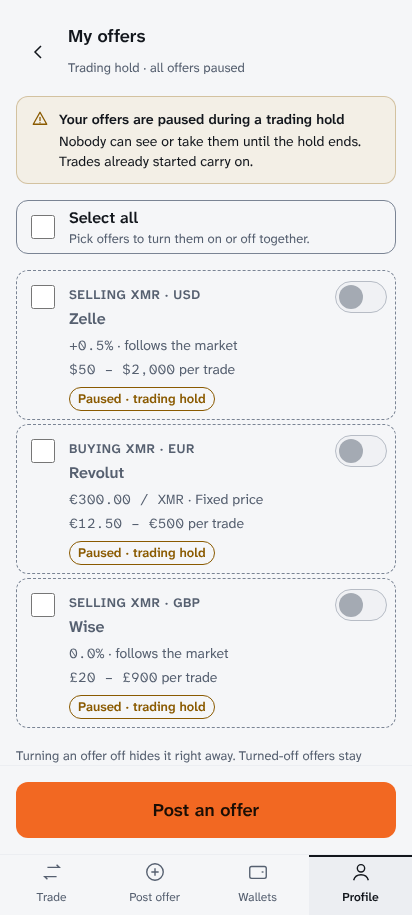 My offers
Trading hold · all offers paused
Your offers are paused during a trading hold
Nobody can see or take them until the hold ends.
Trades already started carry on.
Select all
Pick offers to turn them on or off together.
SELLING XMR · USD
Zelle
+0.5% · follows the market
$50 – $2,000 per trade
Paused · trading hold
BUYING XMR · EUR
Revolut
€300.00 / XMR · Fixed price
€12.50 – €500 per trade
Paused · trading hold
SELLING XMR · GBP
Wise
0.0% · follows the market
£20 – £900 per trade
Paused · trading hold
Turning an offer off hides it right away. Turned-off offers stay
Post an offer
Trade
Post offer
Wallets
Profile